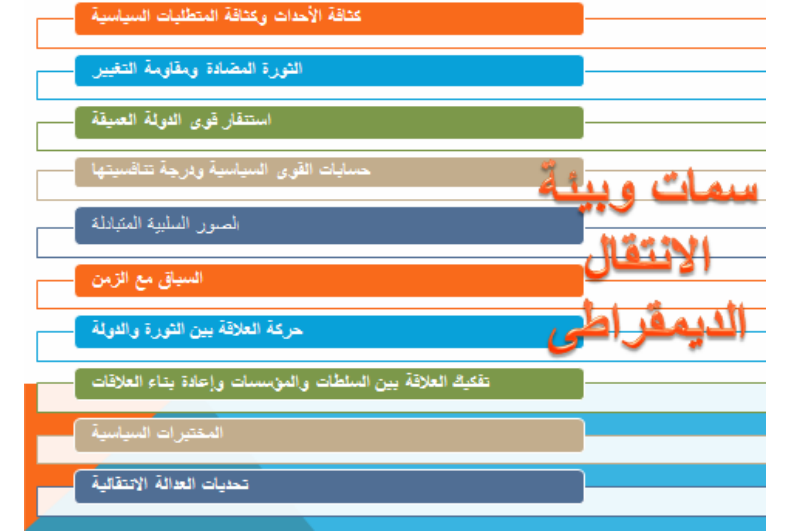 كثافة الأحداث وكثافة المتطلبات السياسية
الثورة المضادة ومقاومة التغيير
استنقار قوى الدولة العميقة
حسابات القوى السياسية ودرجة تنافسيتها
الصور السلبية المتبادلة
السباق مع الزمن
حركة العلاقة بين الثورة والدولة
تفكيك العلاقة بين السلطات والمؤسسات وإعادة بناء العلاقات
المختبرات السياسية
تحديات العدالة الانتقالية
سمات وبيئة
الانتقال
الديمقراطى